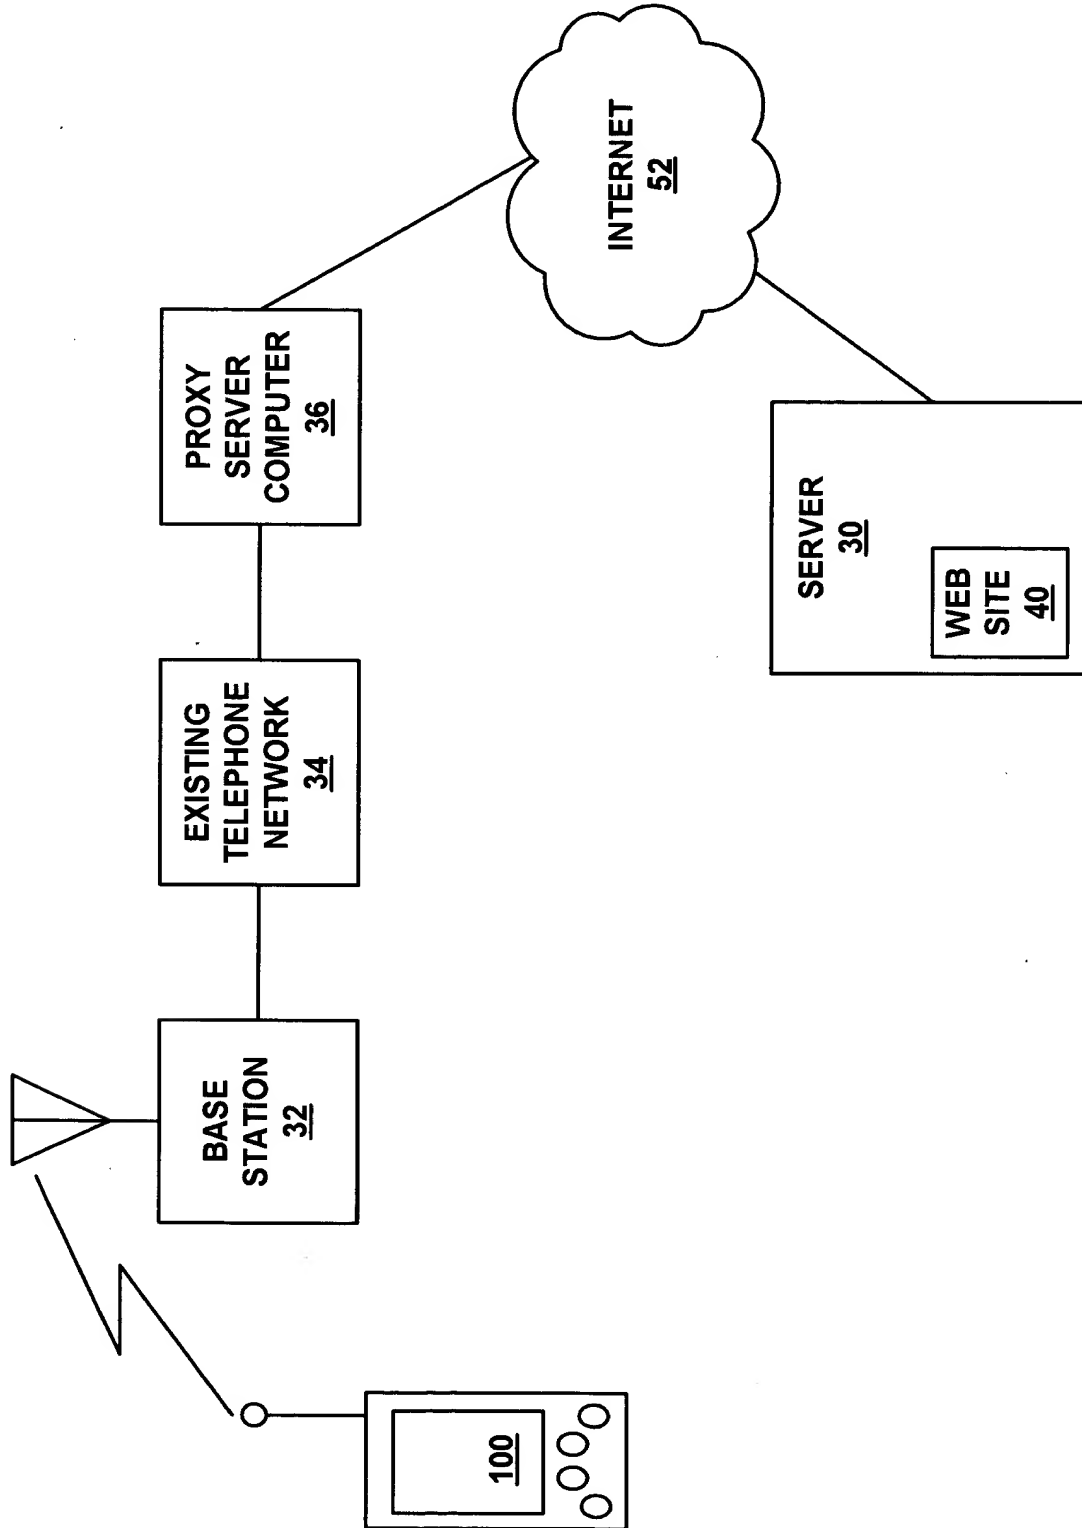 BASE
STATION
32
EXISTING
TELEPHONE
NETWORK
34
PROXY
SERVER
COMPUTER
36
100
INTERNET
52
SERVER
30
WEB
SITE
40